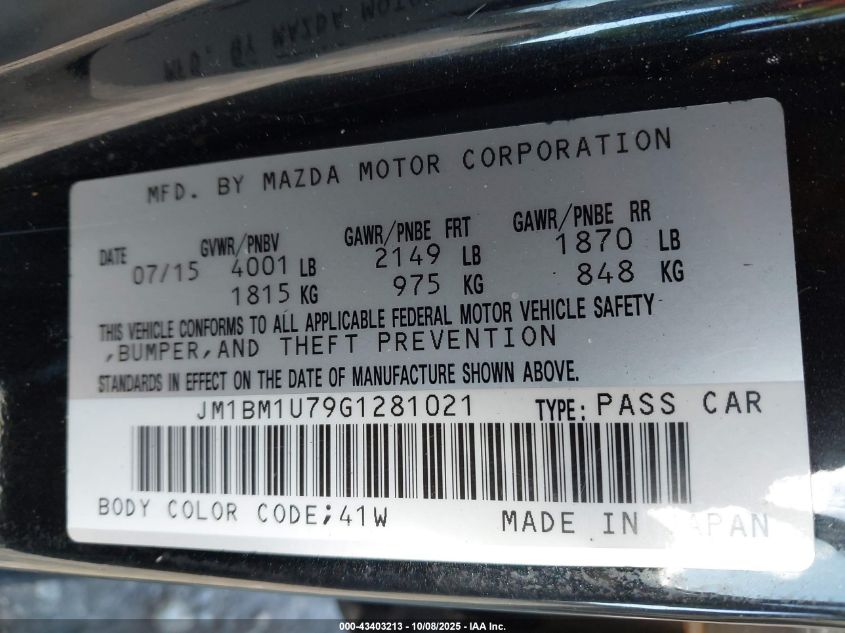 MFD. BY MAZDA MOTOR CORPORATION
DATE GVWR/PNBV GAWR/PNBE FRT GAWR/PNBE RR
07/15 4001 LB 2149 LB 1870 LB
1815 KG 975 KG 848 KG
THIS VEHICLE CONFORMS TO ALL APPLICABLE FEDERAL MOTOR VEHICLE SAFETY
,BUMPER,AND THEFT PREVENTION
STANDARDS IN EFFECT ON THE DATE OF MANUFACTURE SHOWN ABOVE.
JM1BM1U79G1281021 TYPE: PASS CAR
BODY COLOR CODE;41W MADE IN JAPAN
000-43403213 - 10/08/2025 - IAA Inc.